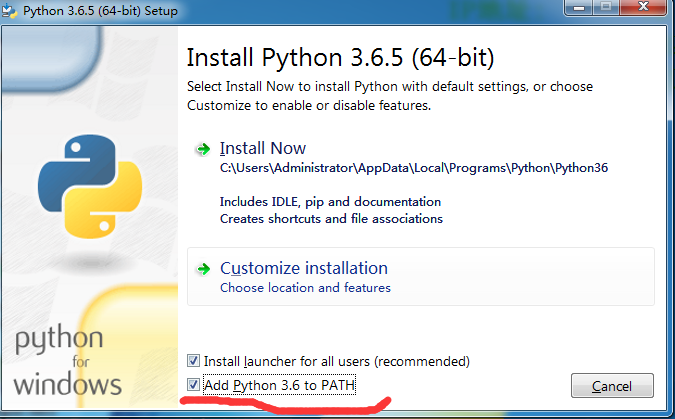 Python 3.6.5 (64-bit) Setup
Install Python 3.6.5 (64-bit)
Select Install Now to install Python with default settings, or choose
Customize to enable or disable features.
Install Now
C:\Users\Administrator\AppData\Local\Programs\Python\Python36
Includes IDLE, pip and documentation
Creates shortcuts and file associations
Customize installation
Choose location and features
python
for
windows
Install launcher for all users (recommended)
Add Python 3.6 to PATH
Cancel